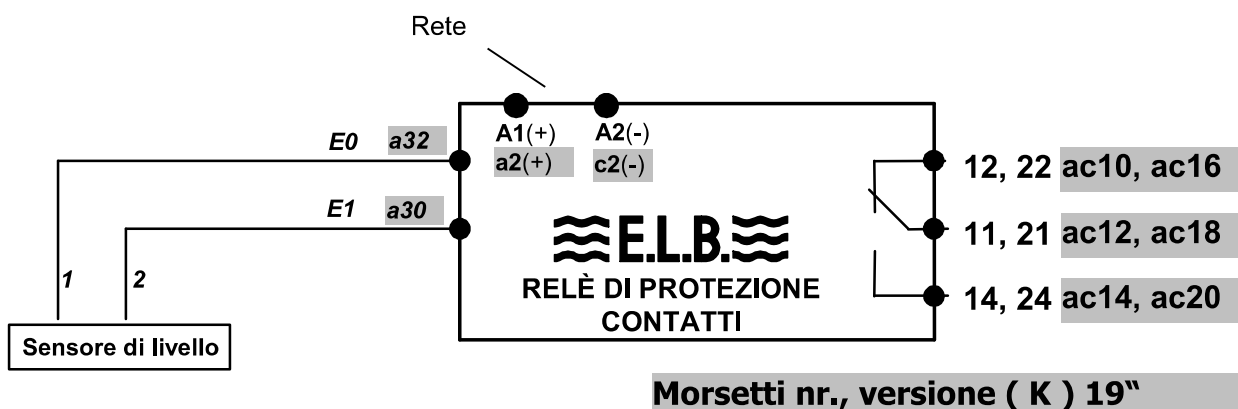 Rete
A1(+) A2(-)
E0 a32 a2(+) c2(-)
12, 22 ac10, ac16
E1 a30
E.L.B.
11, 21 ac12, ac18
1 2
RELÈ DI PROTEZIONE
CONTATTI
14, 24 ac14, ac20
Sensore di livello
Morsetti nr., versione ( K ) 19“